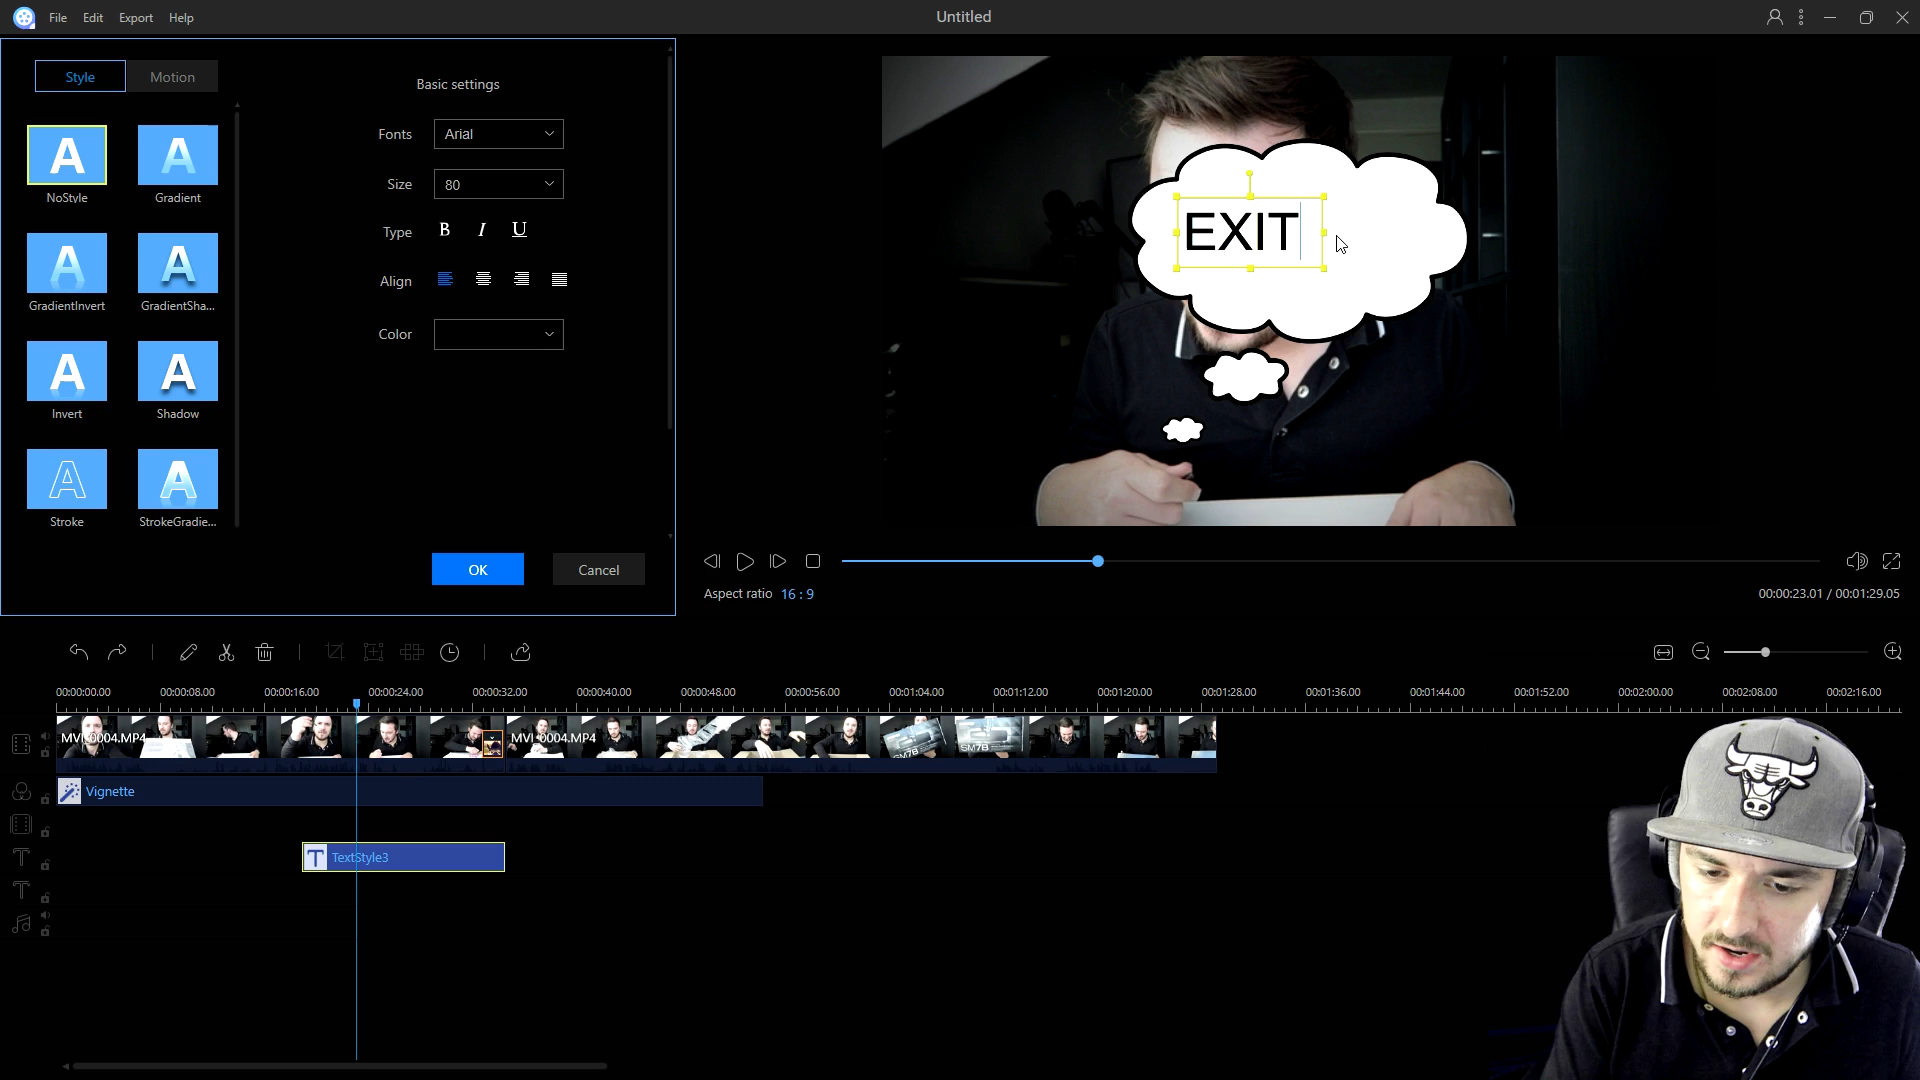 File Edit Export Help
Untitled
Style Motion
Basic settings
Fonts Arial
Size 80
Type B I U
Align
Color
A
NoStyle
A
Gradient
A
GradientInvert
A
GradientSha...
A
Invert
A
Shadow
A
Stroke
A
StrokeGradie...
OK Cancel
EXIT
Aspect ratio 16 : 9
00:00:23.01 / 00:01:29.05
00:00:00.00 00:00:08.00 00:00:16.00 00:00:24.00 00:00:32.00 00:00:40.00 00:00:48.00 00:00:56.00 00:01:04.00 00:01:12.00 00:01:20.00 00:01:28.00 00:01:36.00 00:01:44.00 00:01:52.00 00:02:00.00 00:02:08.00 00:02:16.00
MVI_0004.MP4 MVI_0004.MP4
SM7B SM7B
Vignette
T TextStyle3
T
T